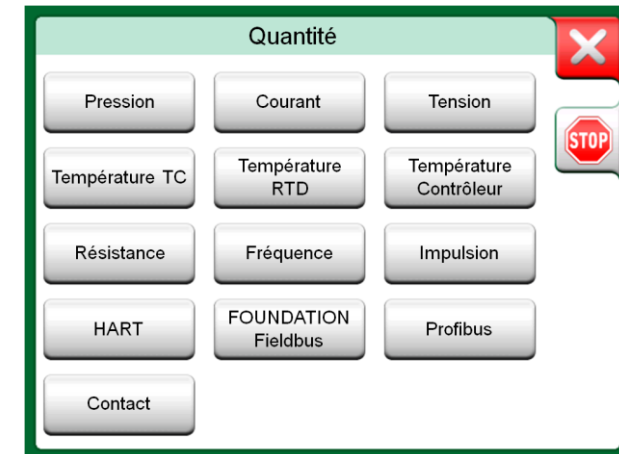 Quantité
Pression
Courant
Tension
STOP
Température TC
Température
RTD
Température
Contrôleur
Résistance
Fréquence
Impulsion
HART
FOUNDATION
Fieldbus
Profibus
Contact